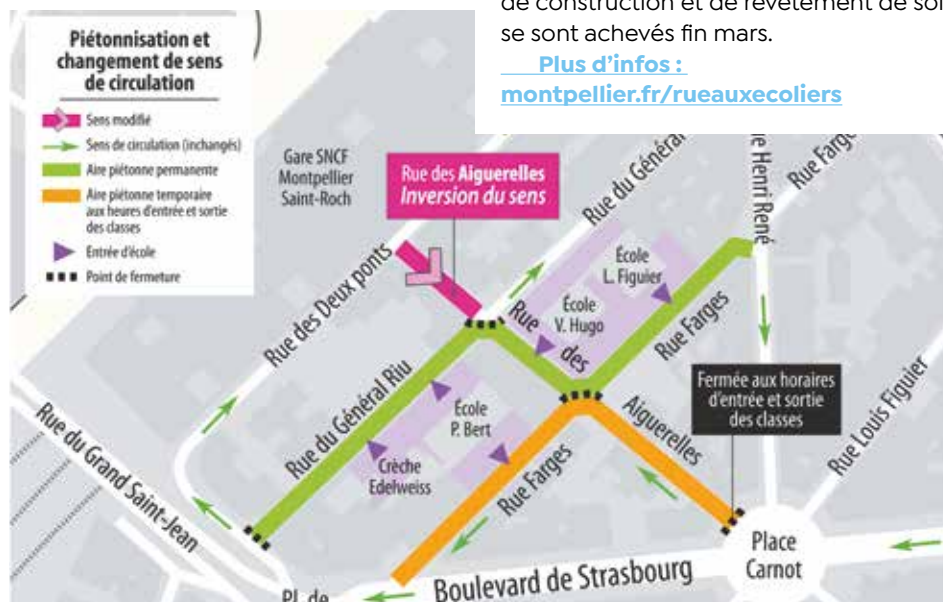 de construction et de revêtement de sol
se sont achevés fin mars.
Plus d'infos :
montpellier.fr/rueauxecoliers
Piétonnisation et
changement de sens
de circulation
Sens modifié
Sens de circulation (inchangés)
Aire piétonne permanente
Aire piétonne temporaire
aux heures d'entrée et sortie
des classes
Entrée d'école
Point de fermeture
Gare SNCF
Montpellier
Saint-Roch
Rue des Aiguerelles
Inversion du sens
Rue du Général
Henri René
Rue Farges
Rue des Deux ponts
École
L. Figuier
École
V. Hugo
Rue des
Aiguerelles
Rue Farges
Fermée aux horaires
d'entrée et sortie
des classes
Rue Louis Figuier
Rue du Général Riu
École
P. Bert
Crèche
Edelweiss
Rue Farges
Rue du Grand Saint-Jean
Place
Carnot
Boulevard de Strasbourg
Pl. de